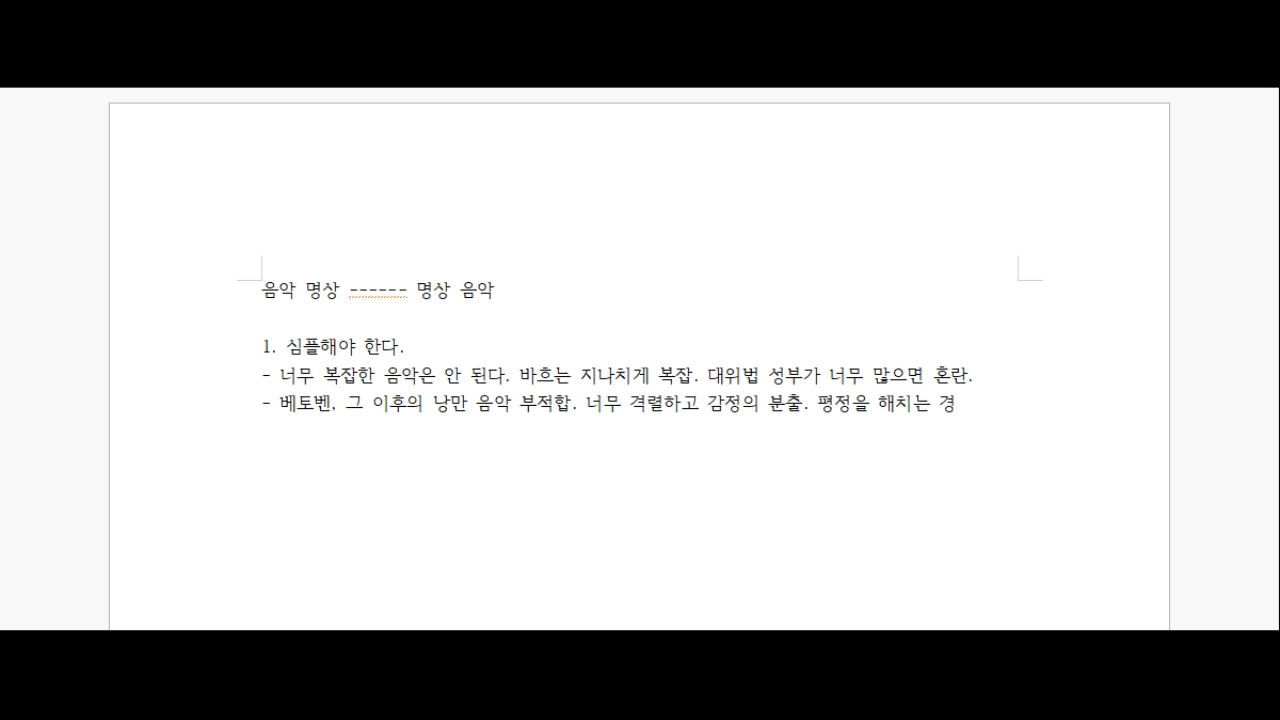 음악 명상 ------ 명상 음악
1. 심플해야 한다.
- 너무 복잡한 음악은 안 된다. 바흐는 지나치게 복잡. 대위법 성부가 너무 많으면 혼란.
- 베토벤, 그 이후의 낭만 음악 부적합. 너무 격렬하고 감정의 분출. 평정을 해치는 경